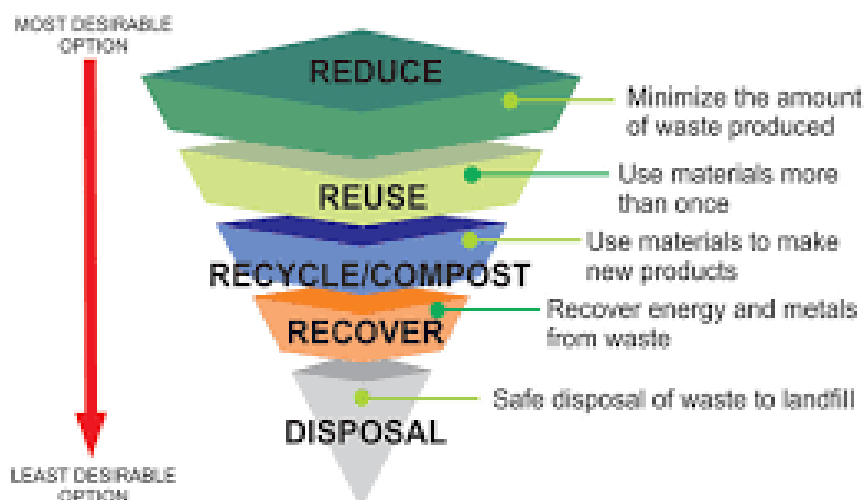 MOST DESIRABLE
OPTION
REDUCE
Minimize the amount
of waste produced
REUSE
Use materials more
than once
RECYCLE/COMPOST
Use materials to make
new products
RECOVER
Recover energy and metals
from waste
DISPOSAL
Safe disposal of waste to landfill
LEAST DESIRABLE
OPTION